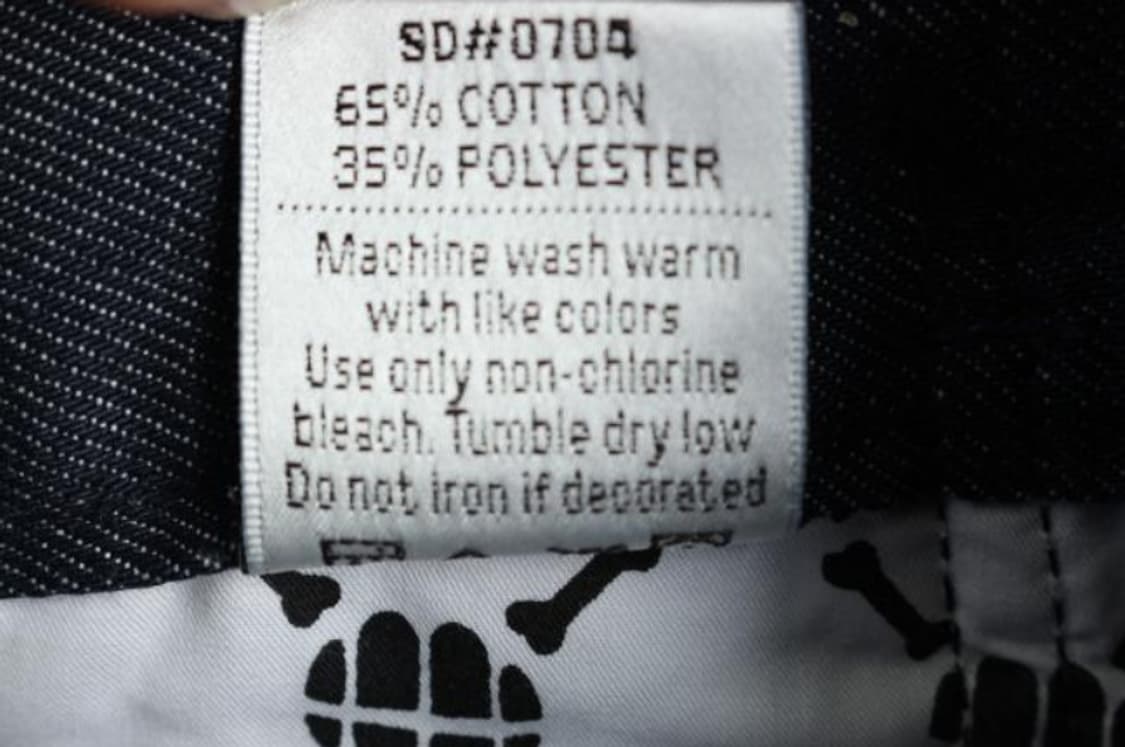 SD#0704
65% COTTON
35% POLYESTER
Machine wash warm
with like colors
Use only non-chlorine
bleach. Tumble dry low
Do not iron if decorated